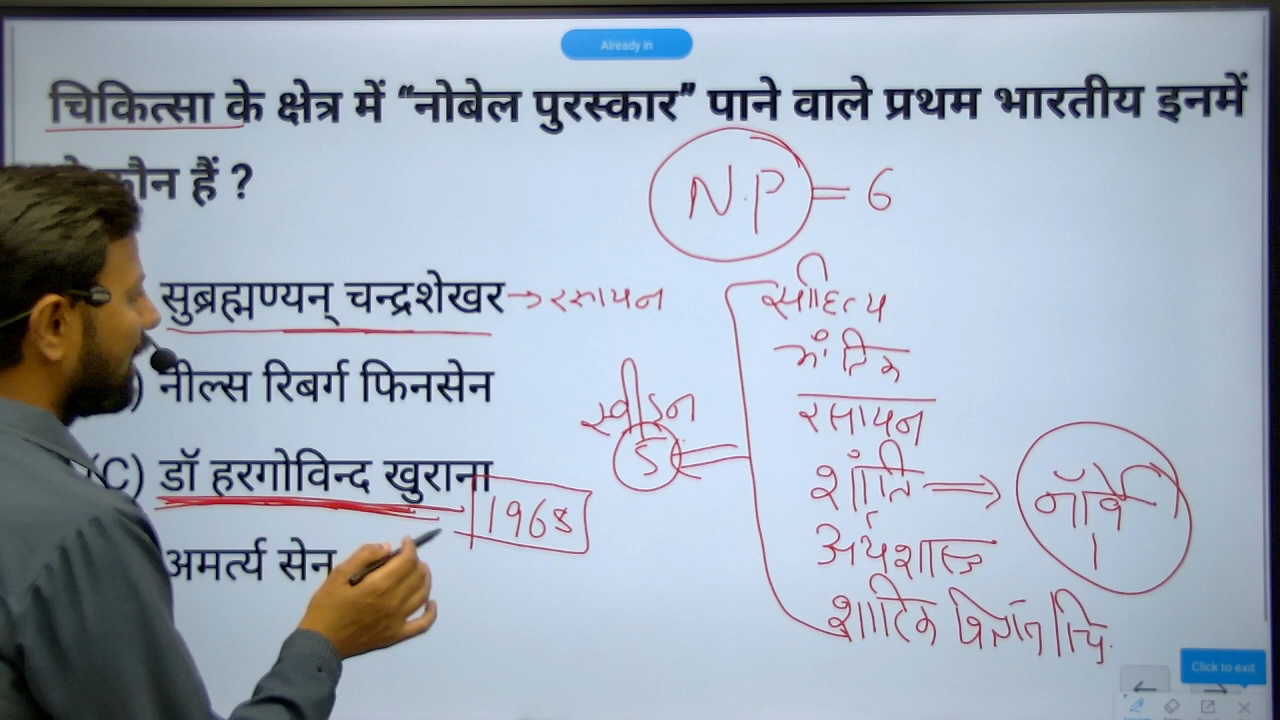 Already in
चिकित्सा के क्षेत्र में “नोबेल पुरस्कार” पाने वाले प्रथम भारतीय इनमें
कौन हैं ?
N.P = 6
सुब्रह्मण्यन् चन्द्रशेखर → रसायन
) नील्स रिबर्ग फिनसेन
(C) डॉ हरगोविन्द खुराना
1968
अमर्त्य सेन
स्वीडन
5
साहित्य
रसायन
शांति → नॉर्वे
1
अर्थशास्त्र
Click to exit